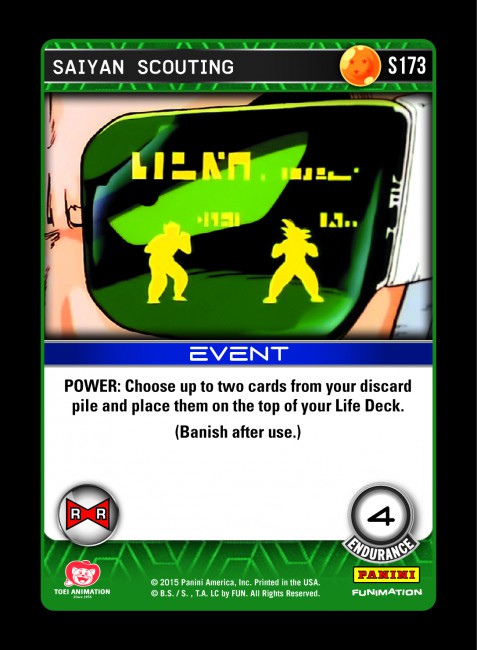 SAIYAN SCOUTING
S173
EVENT
POWER: Choose up to two cards from your discard
pile and place them on the top of your Life Deck.
(Banish after use.)
R R
4
ENDURANCE
TOEI ANIMATION
Since 1956
© 2015 Panini America, Inc. Printed in the USA.
© B.S. / S. , T.A. LC by FUN. All Rights Reserved.
PANINI
FUNIMATION